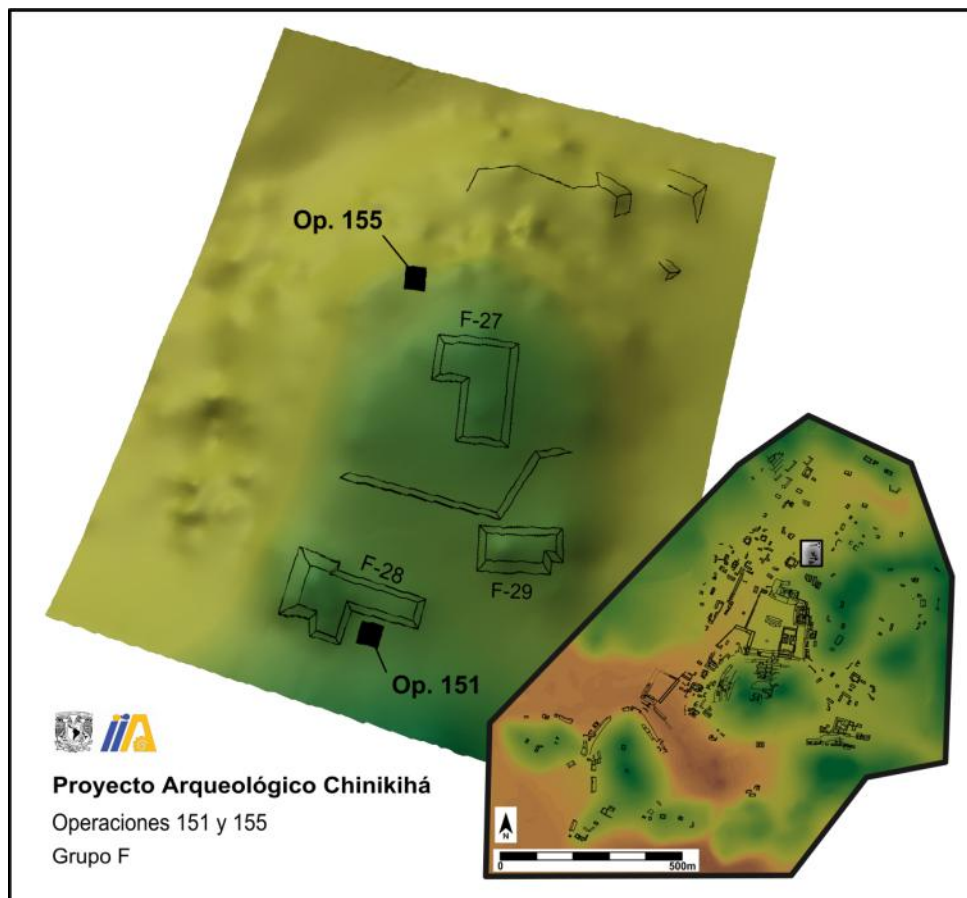 Op. 155
F-27
F-28
F-29
Op. 151
Proyecto Arqueológico Chinikihá
Operaciones 151 y 155
Grupo F
N
0
500m